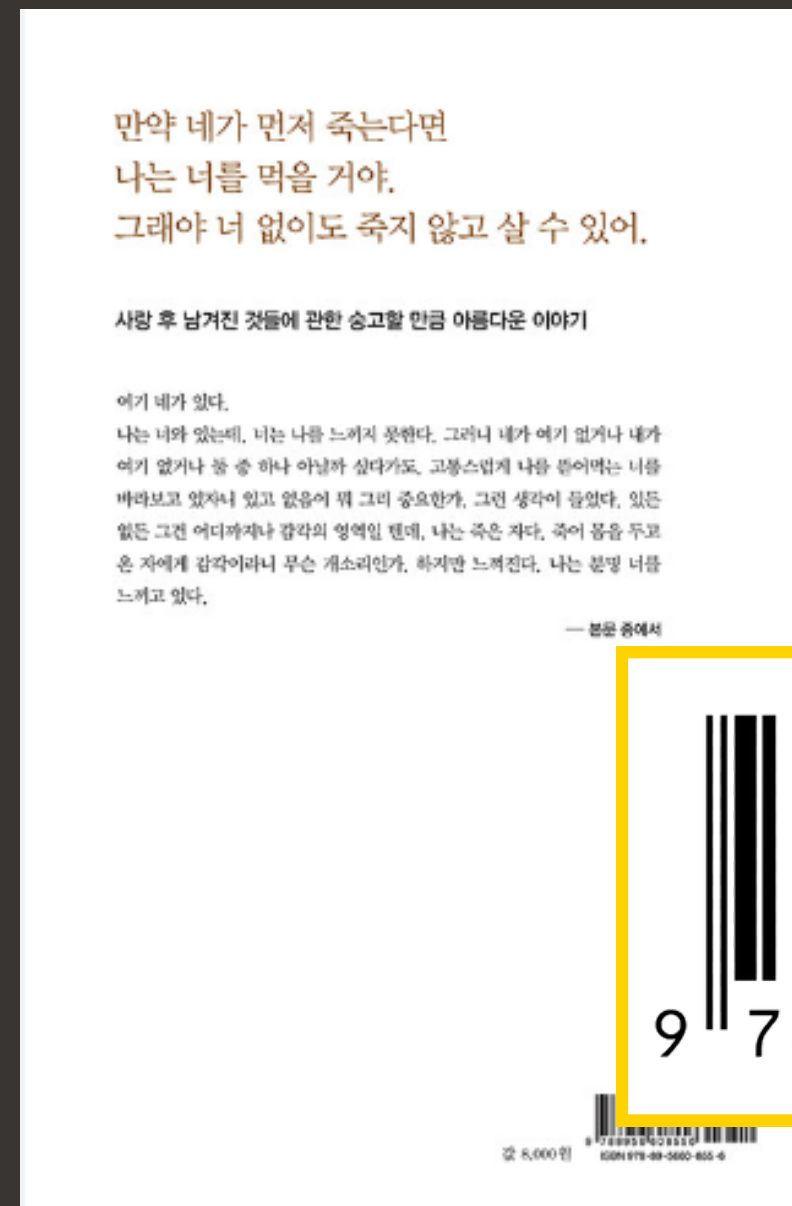 만약 네가 먼저 죽는다면
나는 너를 먹을 거야.
그래야 너 없이도 죽지 않고 살 수 있어.
사랑 후 남겨진 것들에 관한 숭고할 만큼 아름다운 이야기
여기 네가 있다.
나는 너와 있는데, 너는 나를 느끼지 못한다. 그러니 네가 여기 없거나 내가
여기 없거나 둘 중 하나 아닐까 싶다가도, 고통스럽게 나를 뜯어먹는 너를
바라보고 있자니 있고 없음이 뭐 그리 중요한가, 그런 생각이 들었다. 있든
없든 그건 어디까지나 감각의 영역일 텐데, 나는 죽은 자다. 죽어 몸을 두고
온 자에게 감각이라니 무슨 개소리인가. 하지만 느껴진다. 나는 분명 너를
느끼고 있다.
— 본문 중에서
9 7
값 8,000원
ISBN 978-89-5660-855-6